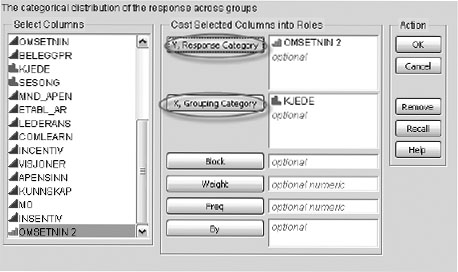 The categorical distribution of the response across groups
Select Columns
OMSETNIN
BELEGGPR
KJEDE
SESONG
MND_APEN
ETABL_AR
LEDERANS
COMLEARN
INCENTIV
VISJONER
APENSINN
KUNNSKAP
MO
INSENTIV
OMSETNIN 2
Cast Selected Columns into Roles
Y, Response Category
OMSETNIN 2
optional
X, Grouping Category
KJEDE
optional
Block
optional
Weight
optional numeric
Freq
optional numeric
By
optional
Action
OK
Cancel
Remove
Recall
Help